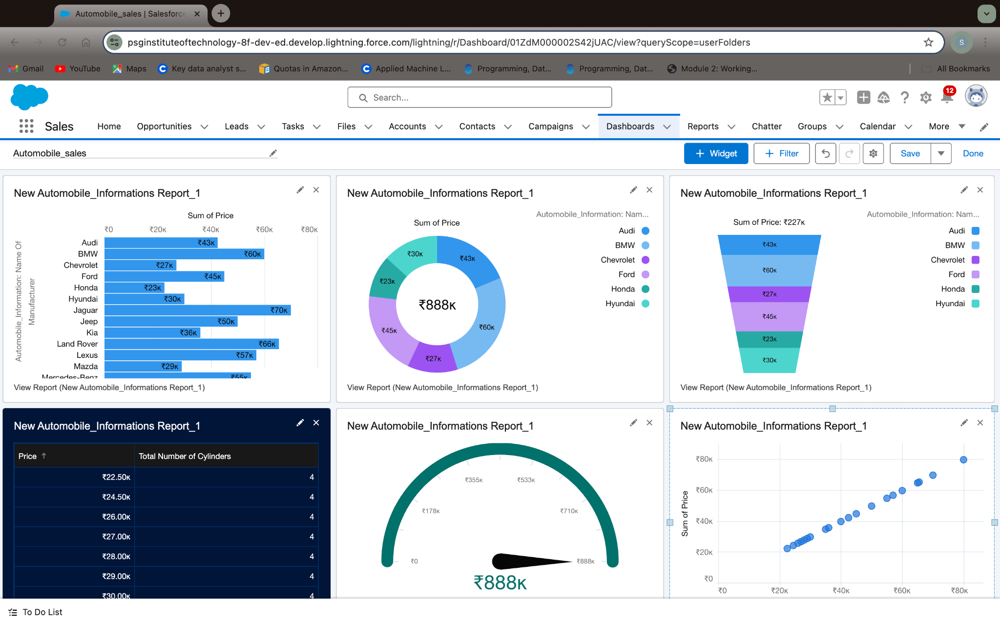 Automobile_sales | Salesforce
psginstituteoftechnology-8f-dev-ed.develop.lightning.force.com/lightning/r/Dashboard/01ZdM000002S42jUAC/view?queryScope=userFolders
S
Gmail YouTube Maps Key data analyst s... Quotas in Amazon... Applied Machine L... Programming, Dat... Programming, Dat... Module 2: Working... All Bookmarks
Search...
12
Sales Home Opportunities Leads Tasks Files Accounts Contacts Campaigns Dashboards Reports Chatter Groups Calendar More
Automobile_sales
+ Widget + Filter Save Done
New Automobile_Informations Report_1
Sum of Price
₹0 ₹20K ₹40K ₹60K ₹80K
Automobile_Information: Name Of
Manufacturer
Audi ₹43K
BMW ₹60K
Chevrolet ₹27K
Ford ₹45K
Honda ₹23K
Hyundai ₹30K
Jaguar ₹70K
Jeep ₹50K
Kia ₹36K
Land Rover ₹66K
Lexus ₹57K
Mazda ₹29K
Mercedes-Benz ₹55K
View Report (New Automobile_Informations Report_1)
New Automobile_Informations Report_1
Automobile_Information: Nam...
Sum of Price
Audi
BMW
Chevrolet
Ford
Honda
Hyundai
₹30K
₹43K
₹23K
₹888K
₹60K
₹45K
₹27K
View Report (New Automobile_Informations Report_1)
New Automobile_Informations Report_1
Automobile_Information: Nam...
Sum of Price: ₹227K
Audi
BMW
Chevrolet
Ford
Honda
Hyundai
₹43K
₹60K
₹27K
₹45K
₹23K
₹30K
View Report (New Automobile_Informations Report_1)
New Automobile_Informations Report_1
Price ↑ Total Number of Cylinders
₹22.50K 4
₹24.50K 4
₹26.00K 4
₹27.00K 4
₹28.00K 4
₹29.00K 4
₹30.00K 4
New Automobile_Informations Report_1
₹355K ₹533K
₹178K ₹710K
₹0 ₹888K
₹888K
New Automobile_Informations Report_1
Sum of Price
₹80K
₹60K
₹40K
₹20K
₹0
₹0 ₹20K ₹40K ₹60K ₹80K
To Do List